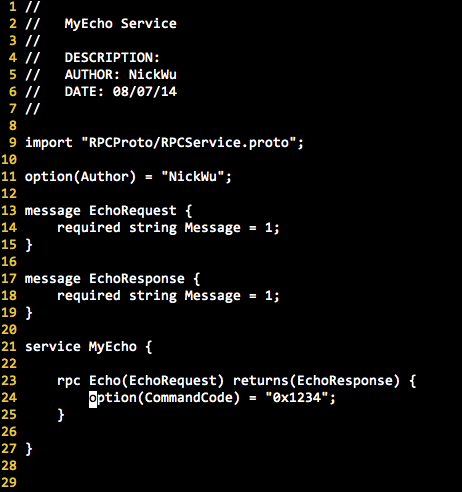 1 //
2 //   MyEcho Service
3 //
4 //   DESCRIPTION:
5 //   AUTHOR: NickWu
6 //   DATE: 08/07/14
7 //
8
9 import "RPCProto/RPCService.proto";
10
11 option(Author) = "NickWu";
12
13 message EchoRequest {
14     required string Message = 1;
15 }
16
17 message EchoResponse {
18     required string Message = 1;
19 }
20
21 service MyEcho {
22
23     rpc Echo(EchoRequest) returns(EchoResponse) {
24         option(CommandCode) = "0x1234";
25     }
26
27 }
28
29